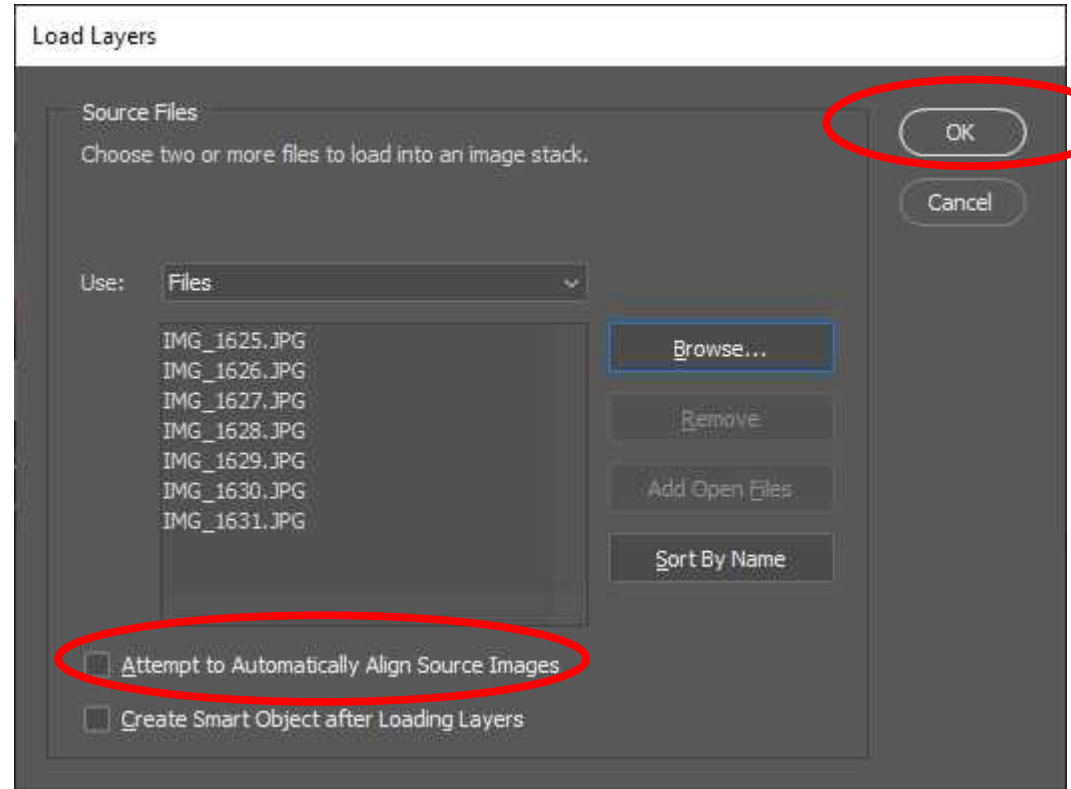 Load Layers
Source Files
Choose two or more files to load into an image stack.
OK
Cancel
Use:
Files
IMG_1625.JPG
IMG_1626.JPG
IMG_1627.JPG
IMG_1628.JPG
IMG_1629.JPG
IMG_1630.JPG
IMG_1631.JPG
Browse...
Remove
Add Open Files
Sort By Name
Attempt to Automatically Align Source Images
Create Smart Object after Loading Layers